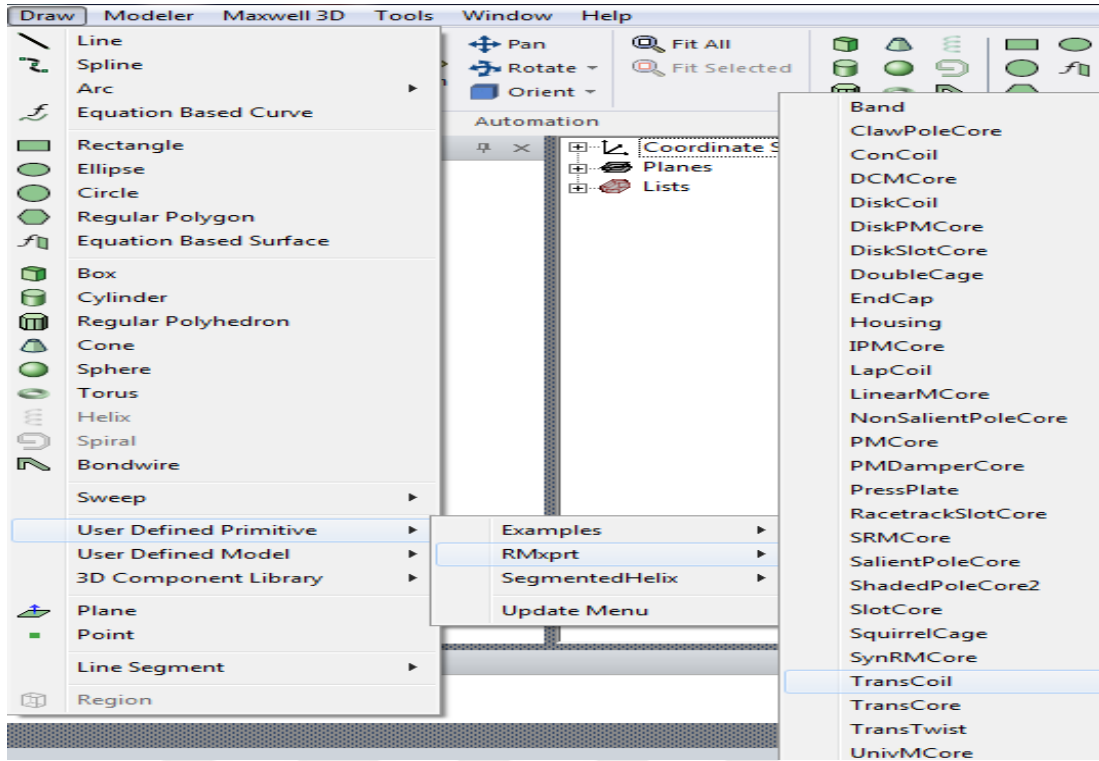 Draw Modeler Maxwell 3D Tools Window Help
Line
Spline
Arc
Equation Based Curve
Rectangle
Ellipse
Circle
Regular Polygon
Equation Based Surface
Box
Cylinder
Regular Polyhedron
Cone
Sphere
Torus
Helix
Spiral
Bondwire
Sweep
User Defined Primitive
User Defined Model
3D Component Library
Plane
Point
Line Segment
Region
Pan
Rotate
Orient
Fit All
Fit Selected
Automation
Coordinate S
Planes
Lists
Examples
RMxprt
SegmentedHelix
Update Menu
Band
ClawPoleCore
ConCoil
DCMCore
DiskCoil
DiskPMCore
DiskSlotCore
DoubleCage
EndCap
Housing
IPMCore
LapCoil
LinearMCore
NonSalientPoleCore
PMCore
PMDamperCore
PressPlate
RacetrackSlotCore
SRMCore
SalientPoleCore
ShadedPoleCore2
SlotCore
SquirrelCage
SynRMCore
TransCoil
TransCore
TransTwist
UnivMCore